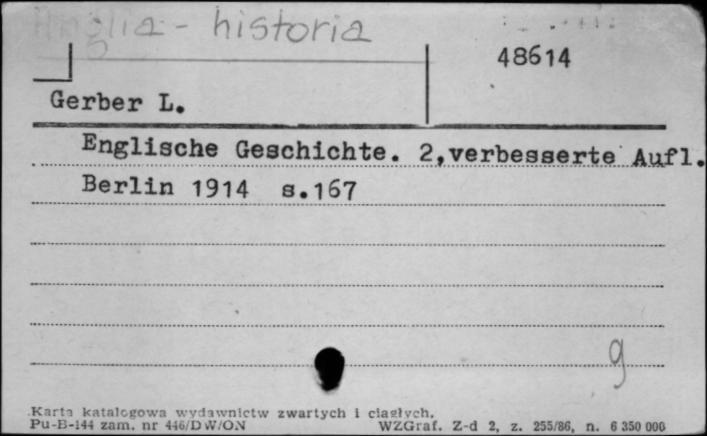 Anglia - historia
48614
Gerber L.
Englische Geschichte. 2,verbesserte Aufl.
Berlin 1914 s.167
g
Karta katalogowa wydawnictw zwartych i ciągłych.
Pu-B-144 zam. nr 446/DW/ON WZGraf. Z-d 2, z. 255/86, n. 6 350 000